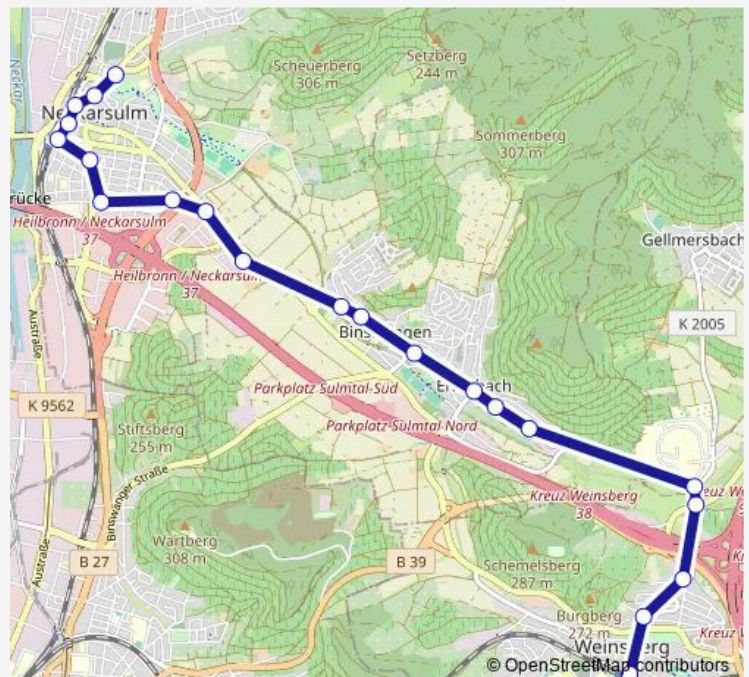 Scheuerberg
306 m
Setzberg
244 m
Neckar
Neckarsulm
Sommerberg
307 m
rücke
Heilbronn / Neckarsulm
37
Gellmersbach
Heilbronn / Neckarsulm
37
K 2005
Austraße
Parkplatz Sulmtal-Süd
K 9562
Parkplatz Sulmtal Nord
Stiftsberg
255 m
Binswanger Straße
Kreuz Weinsberg
38
Wartberg
308 m
Austraße
B 27
B 39
Schemelsberg
287 m
Burgberg
272 m
Weinsberg
© OpenStreetMap contributors